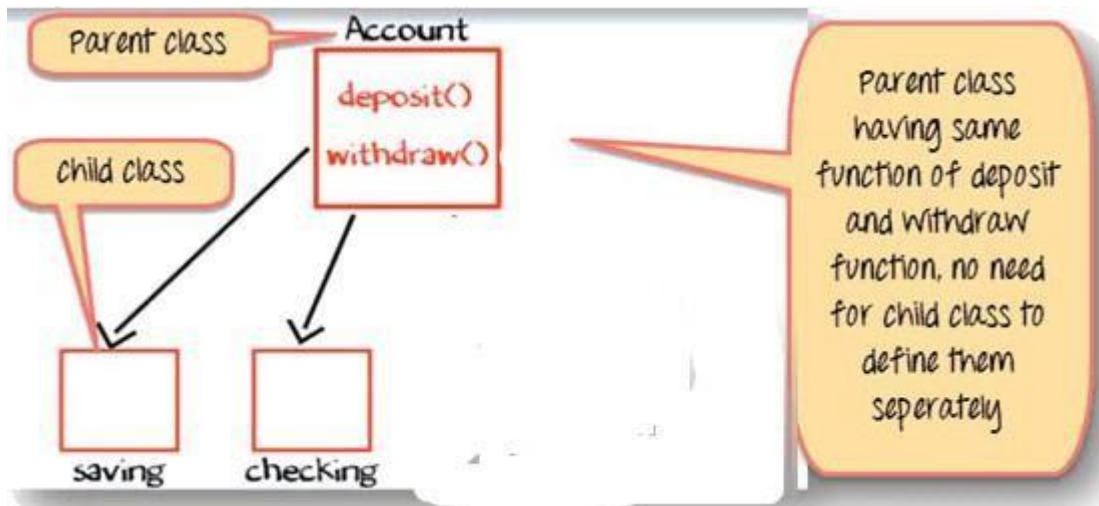 Parent class
Account
deposit()
withdraw()
child class
saving
checking
Parent class
having same
function of deposit
and withdraw
function, no need
for child class to
define them
seperately